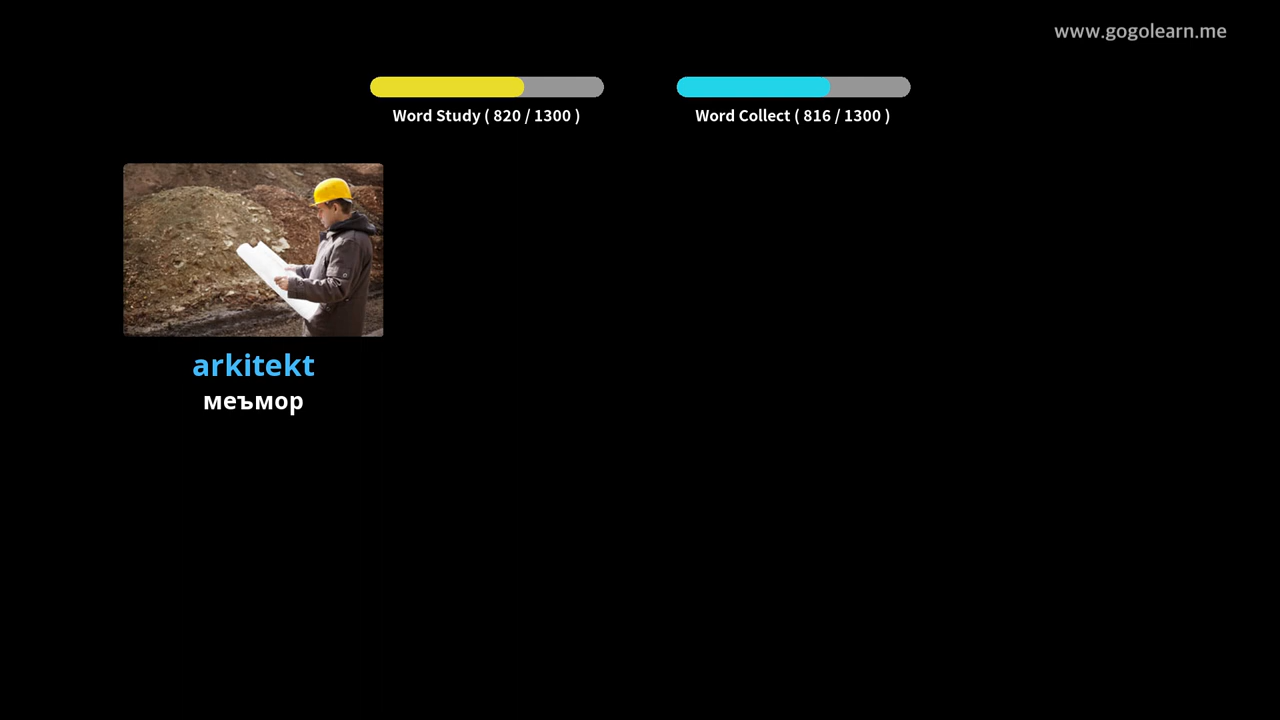 www.gogolearn.me
Word Study ( 820 / 1300 )
Word Collect ( 816 / 1300 )
arkitekt
меъмор